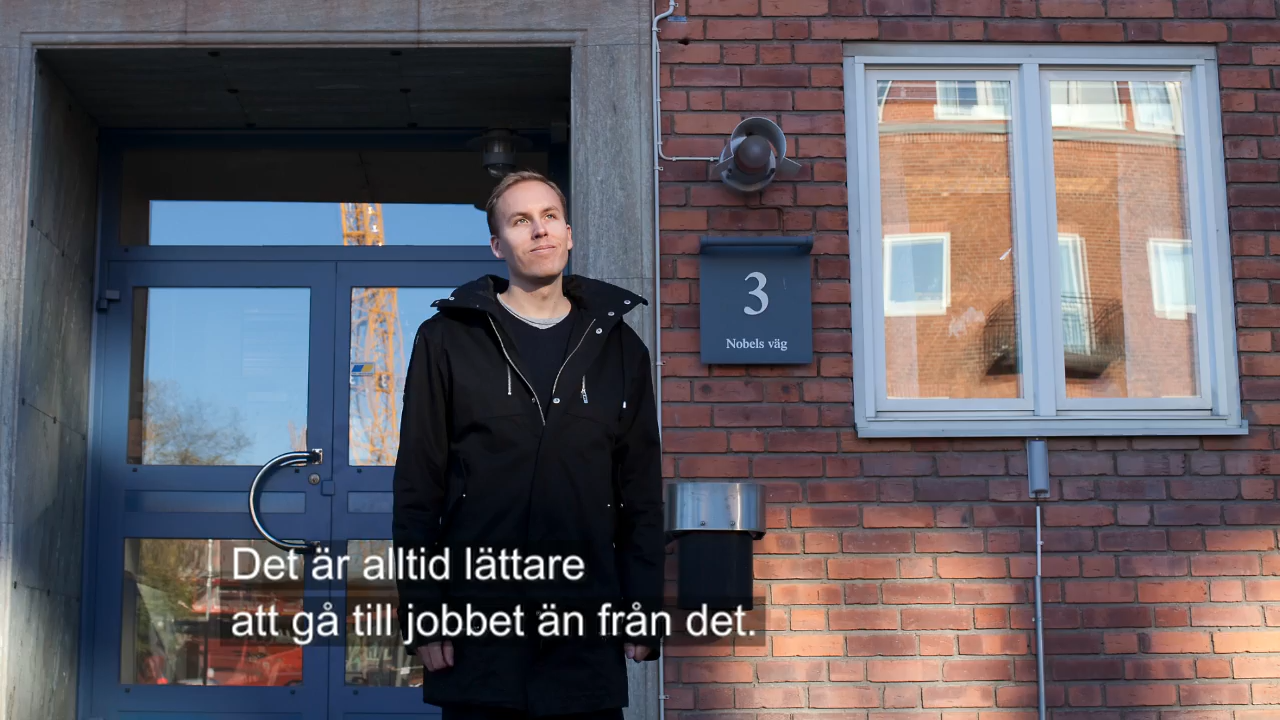 3
Nobels väg
Det är alltid lättare
att gå till jobbet än från det.